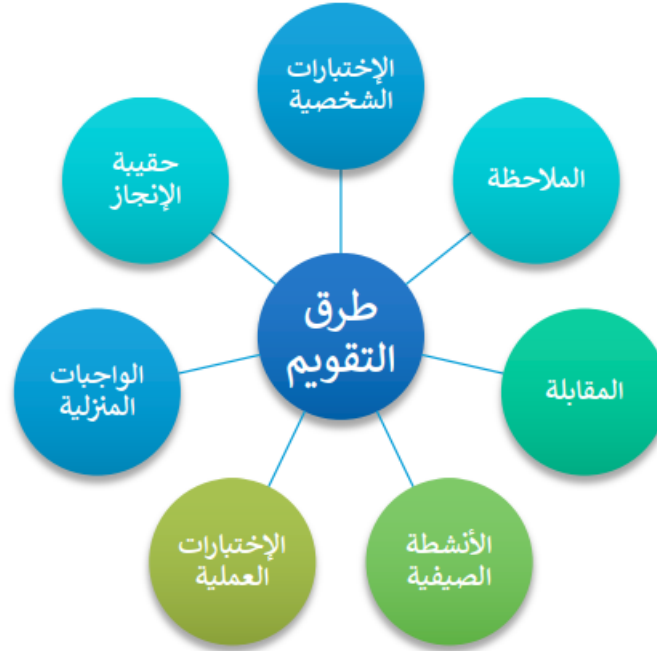 الإختبارات
الشخصية
الملاحظة
المقابلة
الأنشطة
الصيفية
الإختبارات
العملية
الواجبات
المنزلية
حقيبة
الإنجاز
طرق
التقويم